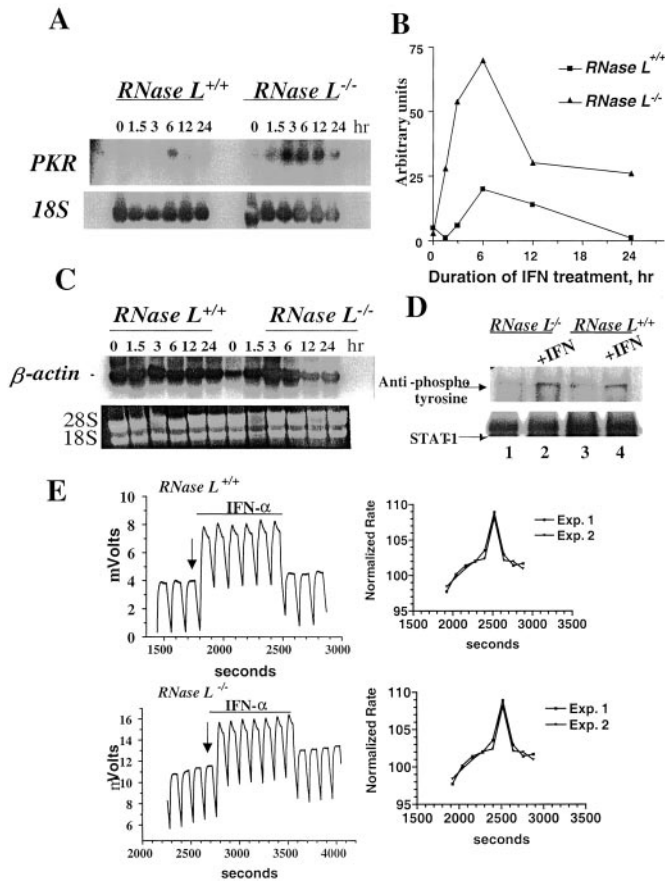 A
RNase L+/+ RNase L-/-
0 1.5 3 6 12 24 0 1.5 3 6 12 24 hr
PKR
18S
B
RNase L+/+
RNase L-/-
Arbitrary units
75
50
25
0
0 6 12 18 24
Duration of IFN treatment, hr
C
RNase L+/+ RNase L-/-
0 1.5 3 6 12 24 0 1.5 3 6 12 24 hr
β-actin -
28S
18S
D
RNase L-/- RNase L+/+
+IFN +IFN
Anti-phospho
tyrosine
STAT-1
1 2 3 4
E
RNase L +/+
IFN-α
mVolts
10
8
6
4
2
0
1500 2000 2500 3000
seconds
Normalized Rate
110
105
100
95
Exp. 1
Exp. 2
1500 2000 2500 3000 3500
seconds
RNase L -/-
IFN-α
mVolts
16
14
12
10
8
6
2000 2500 3000 3500 4000
seconds
Normalized Rate
110
105
100
95
Exp. 1
Exp. 2
1500 2000 2500 3000 3500
seconds